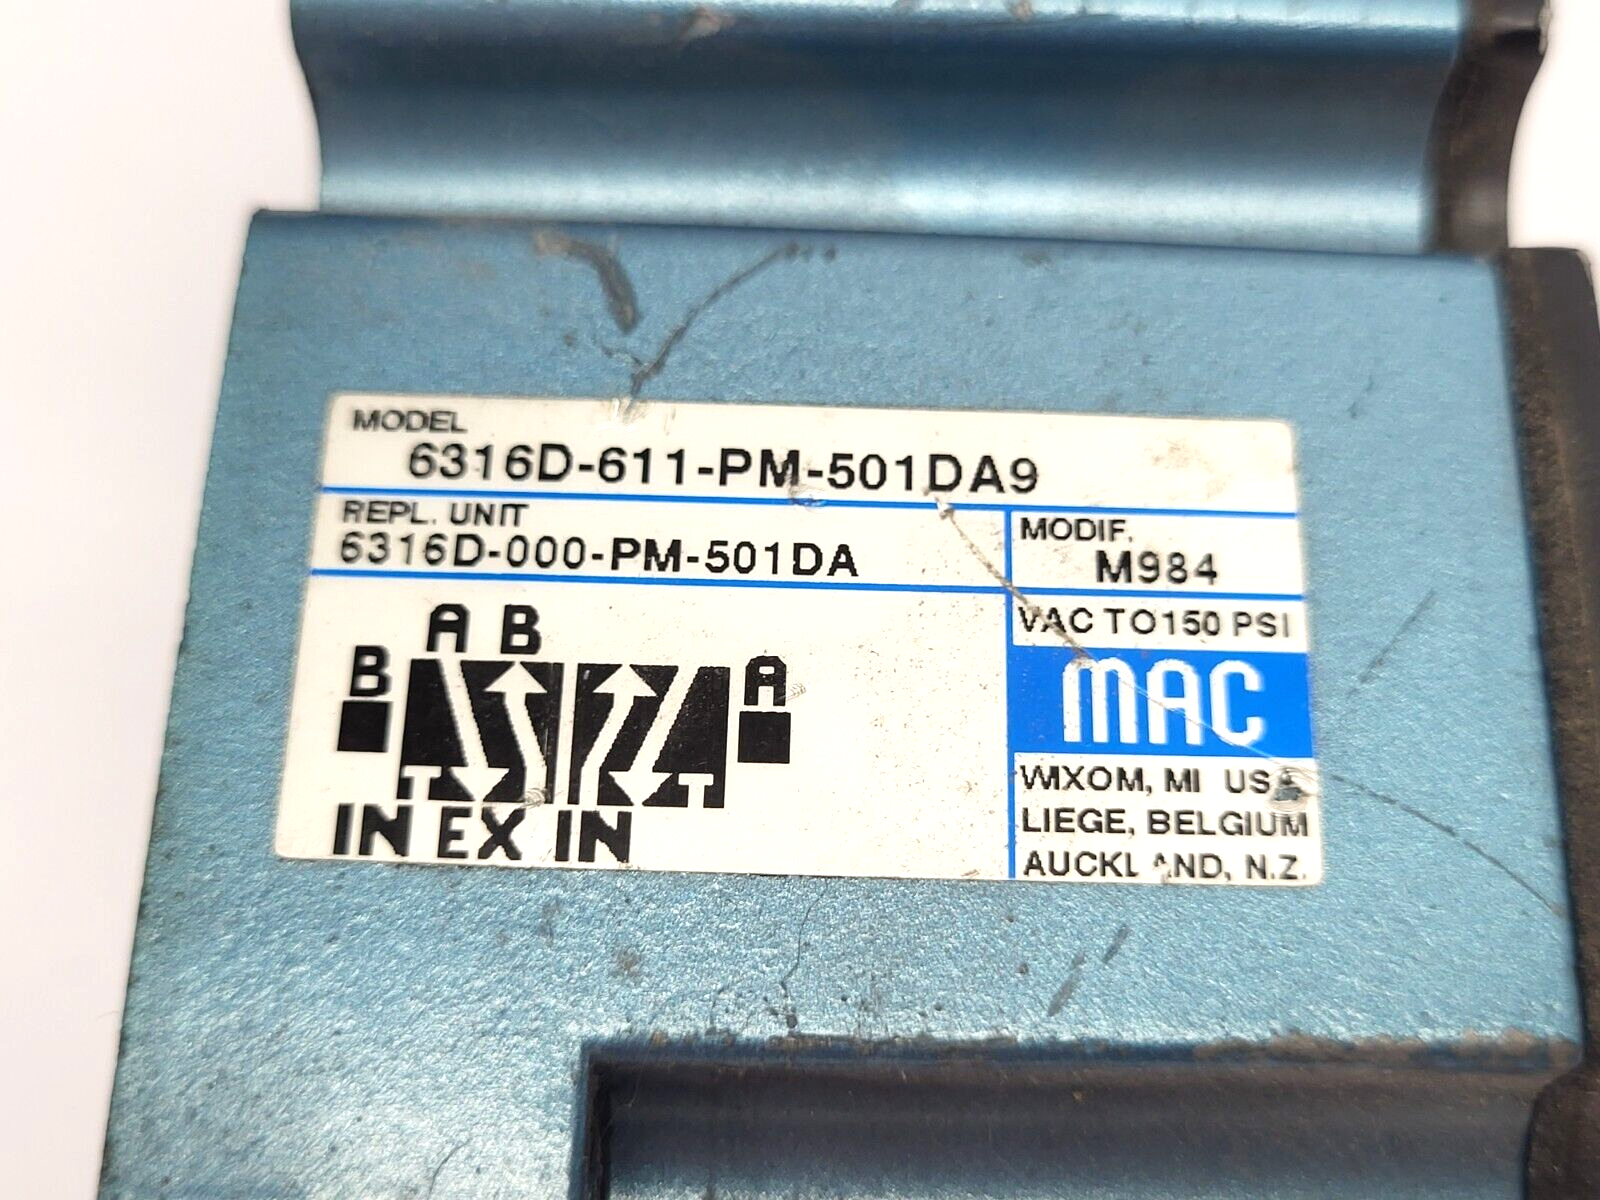 MODEL
6316D-611-PM-501DA9
REPL. UNIT
6316D-000-PM-501DA
MODIF.
M984
VAC TO 150 PSI
A B
B
A
IN EX IN
MAC
WIXOM, MI USA
LIEGE, BELGIUM
AUCKLAND, N.Z.